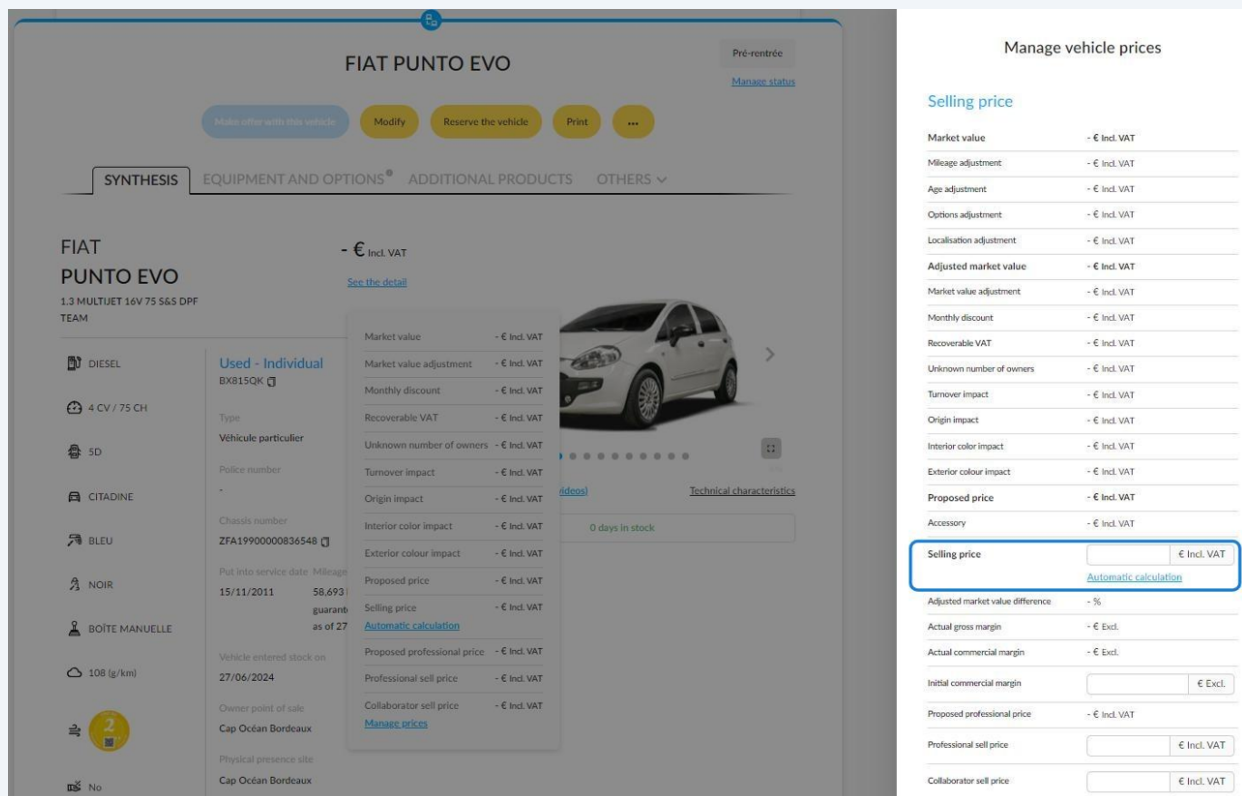 FIAT PUNTO EVO
Pré-rentrée
Manage status
Make offer with this vehicle
Modify
Reserve the vehicle
Print
...
SYNTHESIS
EQUIPMENT AND OPTIONS
ADDITIONAL PRODUCTS
OTHERS
FIAT
PUNTO EVO
1.3 MULTIJET 16V 75 S&S DPF
TEAM
- € Incl. VAT
See the detail
DIESEL
4 CV / 75 CH
5D
CITADINE
BLEU
NOIR
BOÎTE MANUELLE
108 (g/km)
2
No
Used - Individual
BX815QK
Type
Véhicule particulier
Police number
-
Chassis number
ZFA19900000836548
Put into service date Mileage
15/11/2011 58,693
guarant
as of 27
Vehicle entered stock on
27/06/2024
Owner point of sale
Cap Océan Bordeaux
Physical presence site
Cap Océan Bordeaux
Market value - € Incl. VAT
Market value adjustment - € Incl. VAT
Monthly discount - € Incl. VAT
Recoverable VAT - € Incl. VAT
Unknown number of owners - € Incl. VAT
Turnover impact - € Incl. VAT
Origin impact - € Incl. VAT
Interior color impact - € Incl. VAT
Exterior colour impact - € Incl. VAT
Proposed price - € Incl. VAT
Selling price - € Incl. VAT
Automatic calculation
Proposed professional price - € Incl. VAT
Professional sell price - € Incl. VAT
Collaborator sell price - € Incl. VAT
Manage prices
videos)
Technical characteristics
0 days in stock
Manage vehicle prices
Selling price
Market value - € Incl. VAT
Mileage adjustment - € Incl. VAT
Age adjustment - € Incl. VAT
Options adjustment - € Incl. VAT
Localisation adjustment - € Incl. VAT
Adjusted market value - € Incl. VAT
Market value adjustment - € Incl. VAT
Monthly discount - € Incl. VAT
Recoverable VAT - € Incl. VAT
Unknown number of owners - € Incl. VAT
Turnover impact - € Incl. VAT
Origin impact - € Incl. VAT
Interior color impact - € Incl. VAT
Exterior colour impact - € Incl. VAT
Proposed price - € Incl. VAT
Accessory - € Incl. VAT
Selling price € Incl. VAT
Automatic calculation
Adjusted market value difference - %
Actual gross margin - € Excl.
Actual commercial margin - € Excl.
Initial commercial margin € Excl.
Proposed professional price - € Incl. VAT
Professional sell price € Incl. VAT
Collaborator sell price € Incl. VAT